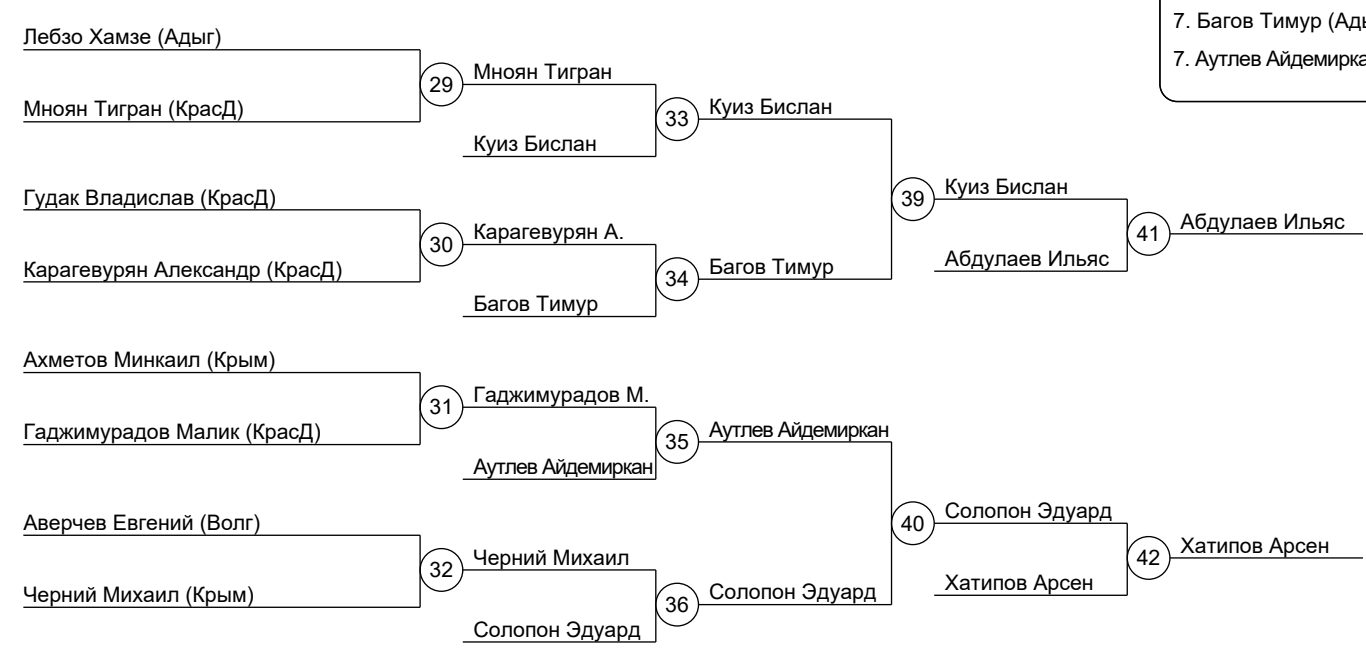 7. Багов Тимур
7. Аутлев
Лебзо Хамзе (Адыг)
29
Мноян Тигран
Мноян Тигран (КрасД)
33
Куиз Бислан
Куиз Бислан
Гудак Владислав (КрасД)
39
Куиз Бислан
30
Карагевурян А.
41
Абдулаев Ильяс
Карагевурян Александр (КрасД)
34
Багов Тимур
Абдулаев Ильяс
Багов Тимур
Ахметов Минкаил (Крым)
31
Гаджимурадов М.
Гаджимурадов Малик (КрасД)
35
Аутлев Айдемиркан
Аутлев Айдемиркан
Аверчев Евгений (Волг)
40
Солопон Эдуард
32
Черний Михаил
42
Хатипов Арсен
Черний Михаил (Крым)
36
Солопон Эдуард
Хатипов Арсен
Солопон Эдуард